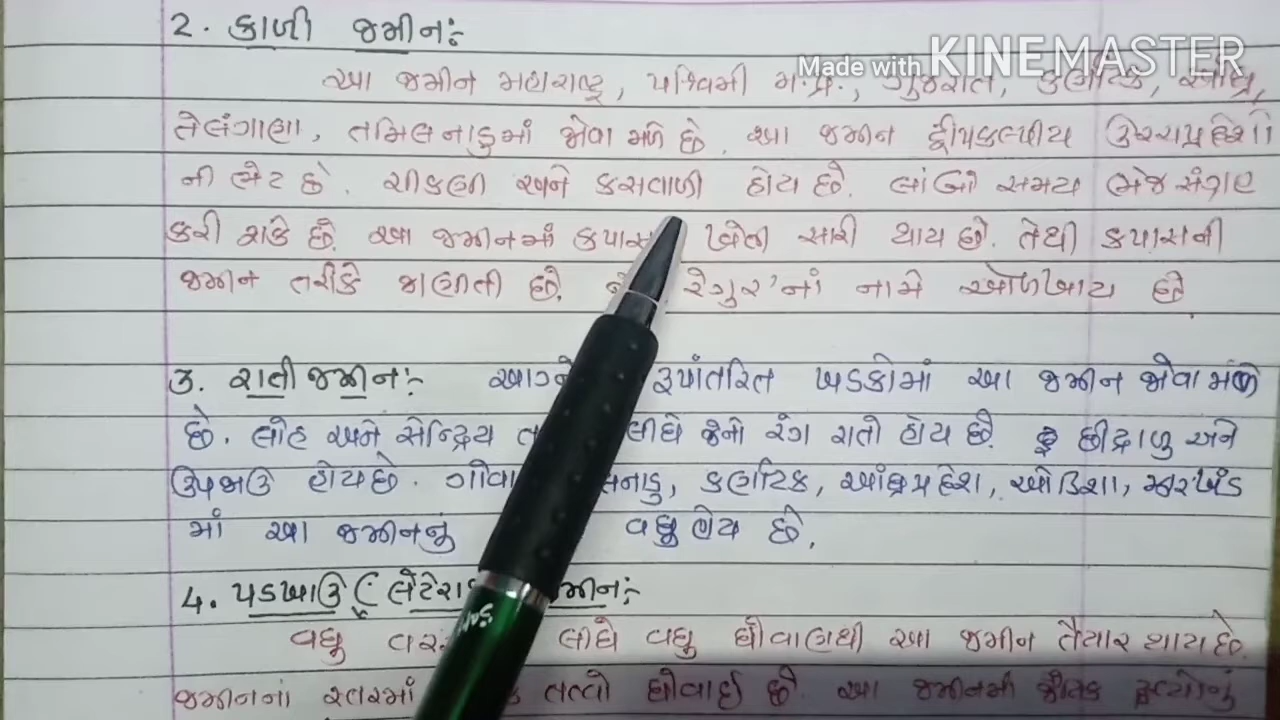 Made with KINEMASTER
2. કાળી જમીનઃ
આ જમીન મહારાષ્ટ્ર, પશ્ચિમી મ.પ્ર., ગુજરાત, કર્ણાટક, આંધ્ર,
તેલંગાણા, તમિલનાડુમાં જોવા મળે છે. આ જમીન દ્વીપકલ્પીય ઉચ્ચપ્રદેશો
ની ભેટ છે. ચીકણી અને કસવાળી હોય છે. લાંબો સમય ભેજ સંગ્રહ
કરી શકે છે. આ જમીનમાં કપાસ ખેતી સારી થાય છે. તેથી કપાસની
જમીન તરીકે જાણીતી છે. રેગુર'નાં નામે ઓળખાય છે
3. રાતી જમીનઃ- આગ્ને રૂપાંતરિત ખડકોમાં આ જમીન જોવા મળે
છે. લોહ અને સેન્દ્રિય ત લીધે જેનો રંગ રાતો હોય છે. છીદ્રાળુ અને
ઉપજાઉ હોય છે. ગોવા નાડુ, કર્ણાટક, આંધ્રપ્રદેશ, ઓડિશા, ઝારખંડ
માં આ જમીનનું વધુ હોય છે.
4. પડખાઉ (લેટેરા મીનઃ-
વધુ વર લીધે વધુ ધોવાણથી આ જમીન તૈયાર થાય છે.
જમીનનાં સ્તરમાં તત્વો ધોવાઈ છે. આ જમીનમાં જૈવિક